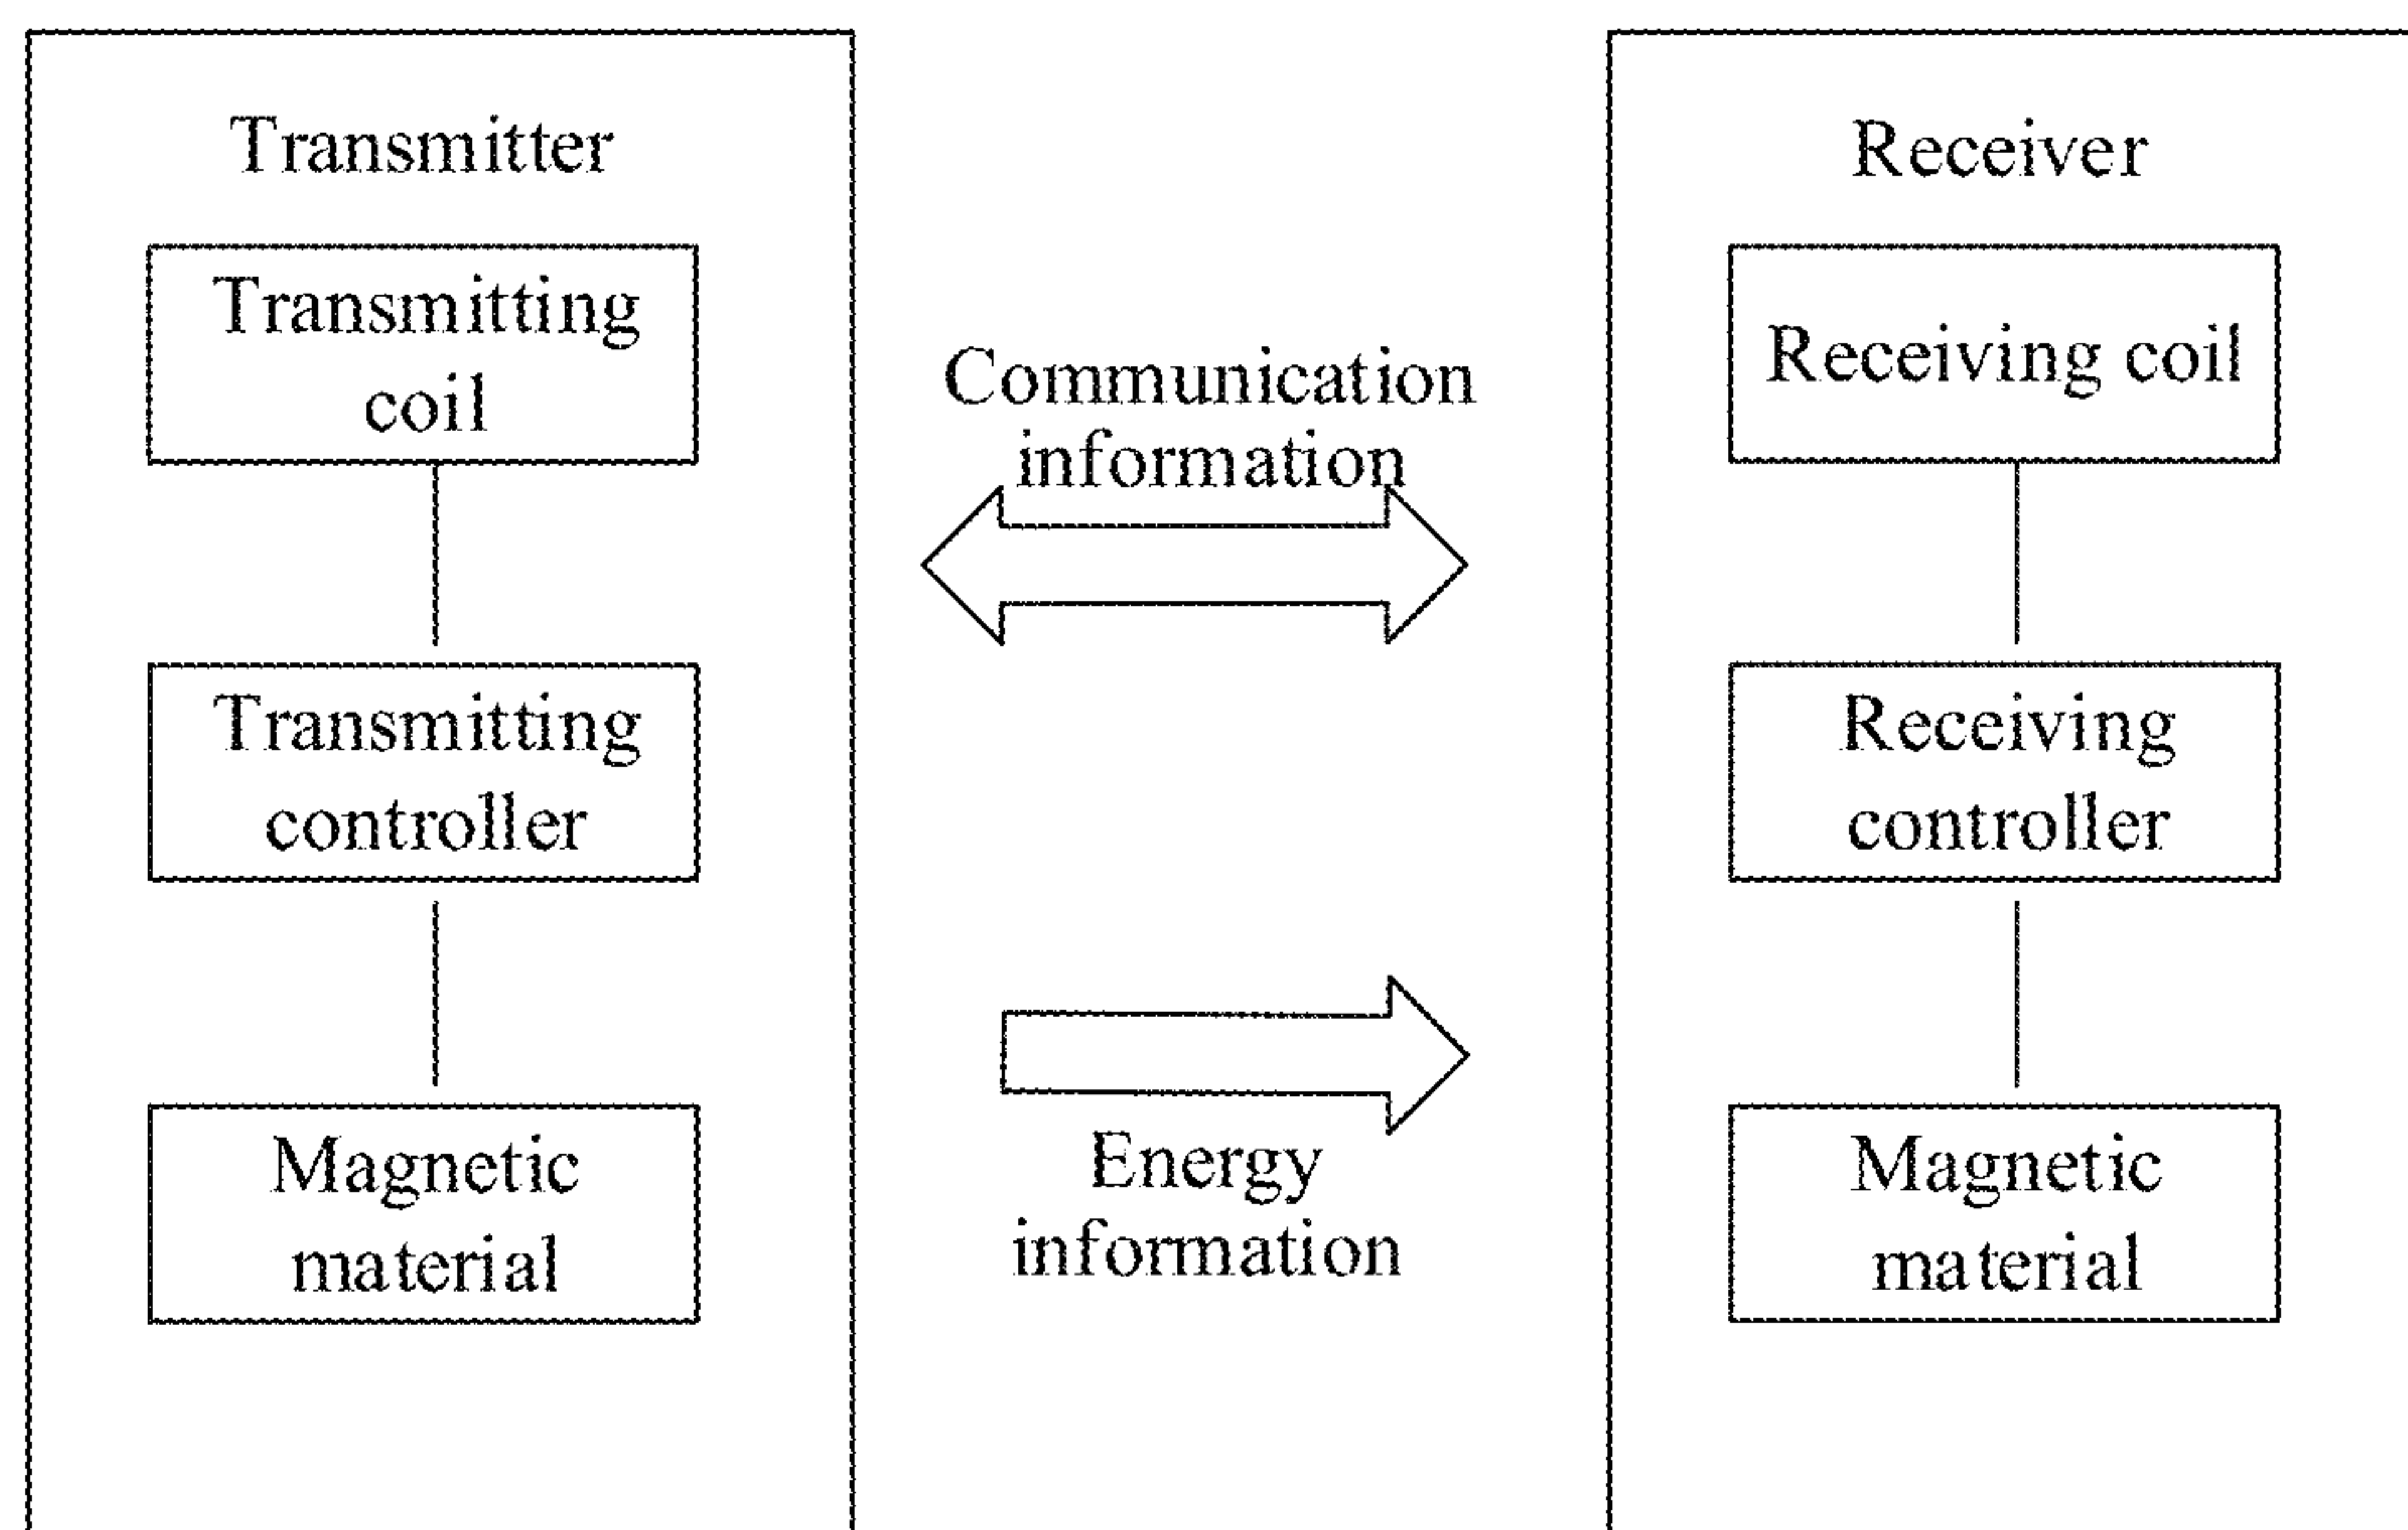 Transmitter
Transmitting
coil
Transmitting
controller
Magnetic
material
Communication
information
Energy
information
Receiver
Receiving coil
Receiving
controller
Magnetic
material